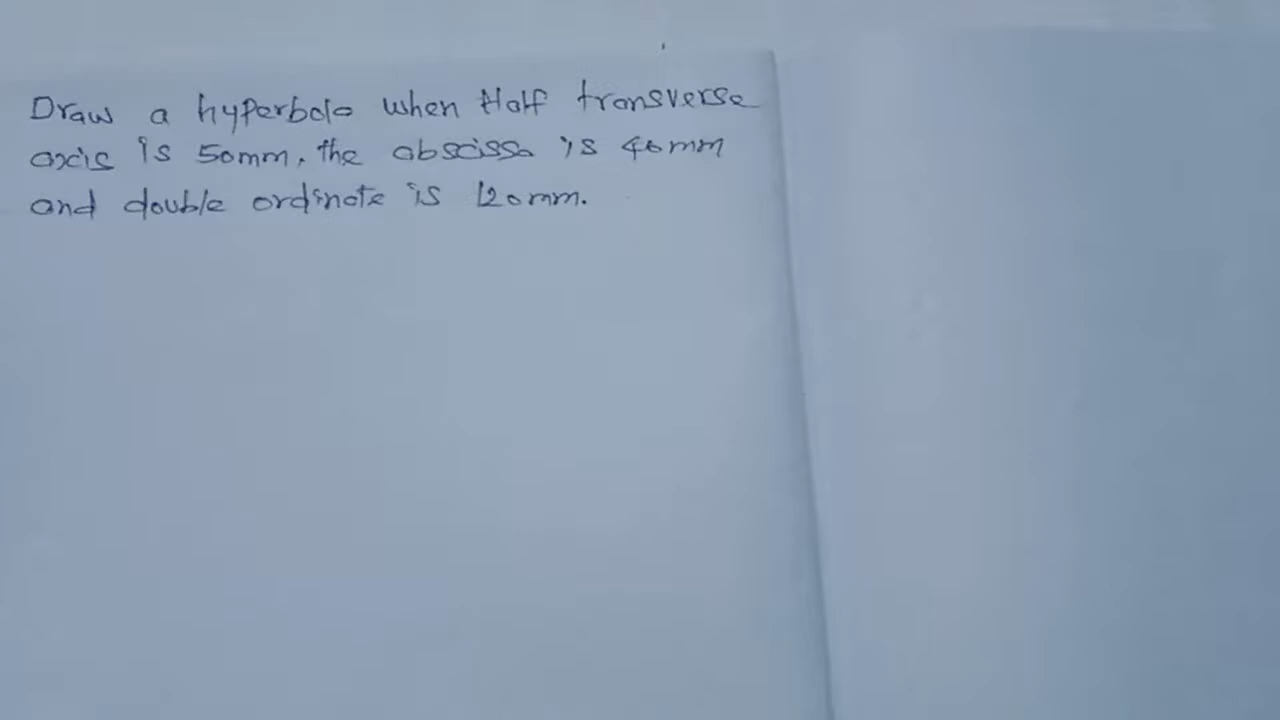 Draw a hyperbola when Half transverse
axis is 50mm, the abscissa is 40mm
and double ordinate is 120mm.